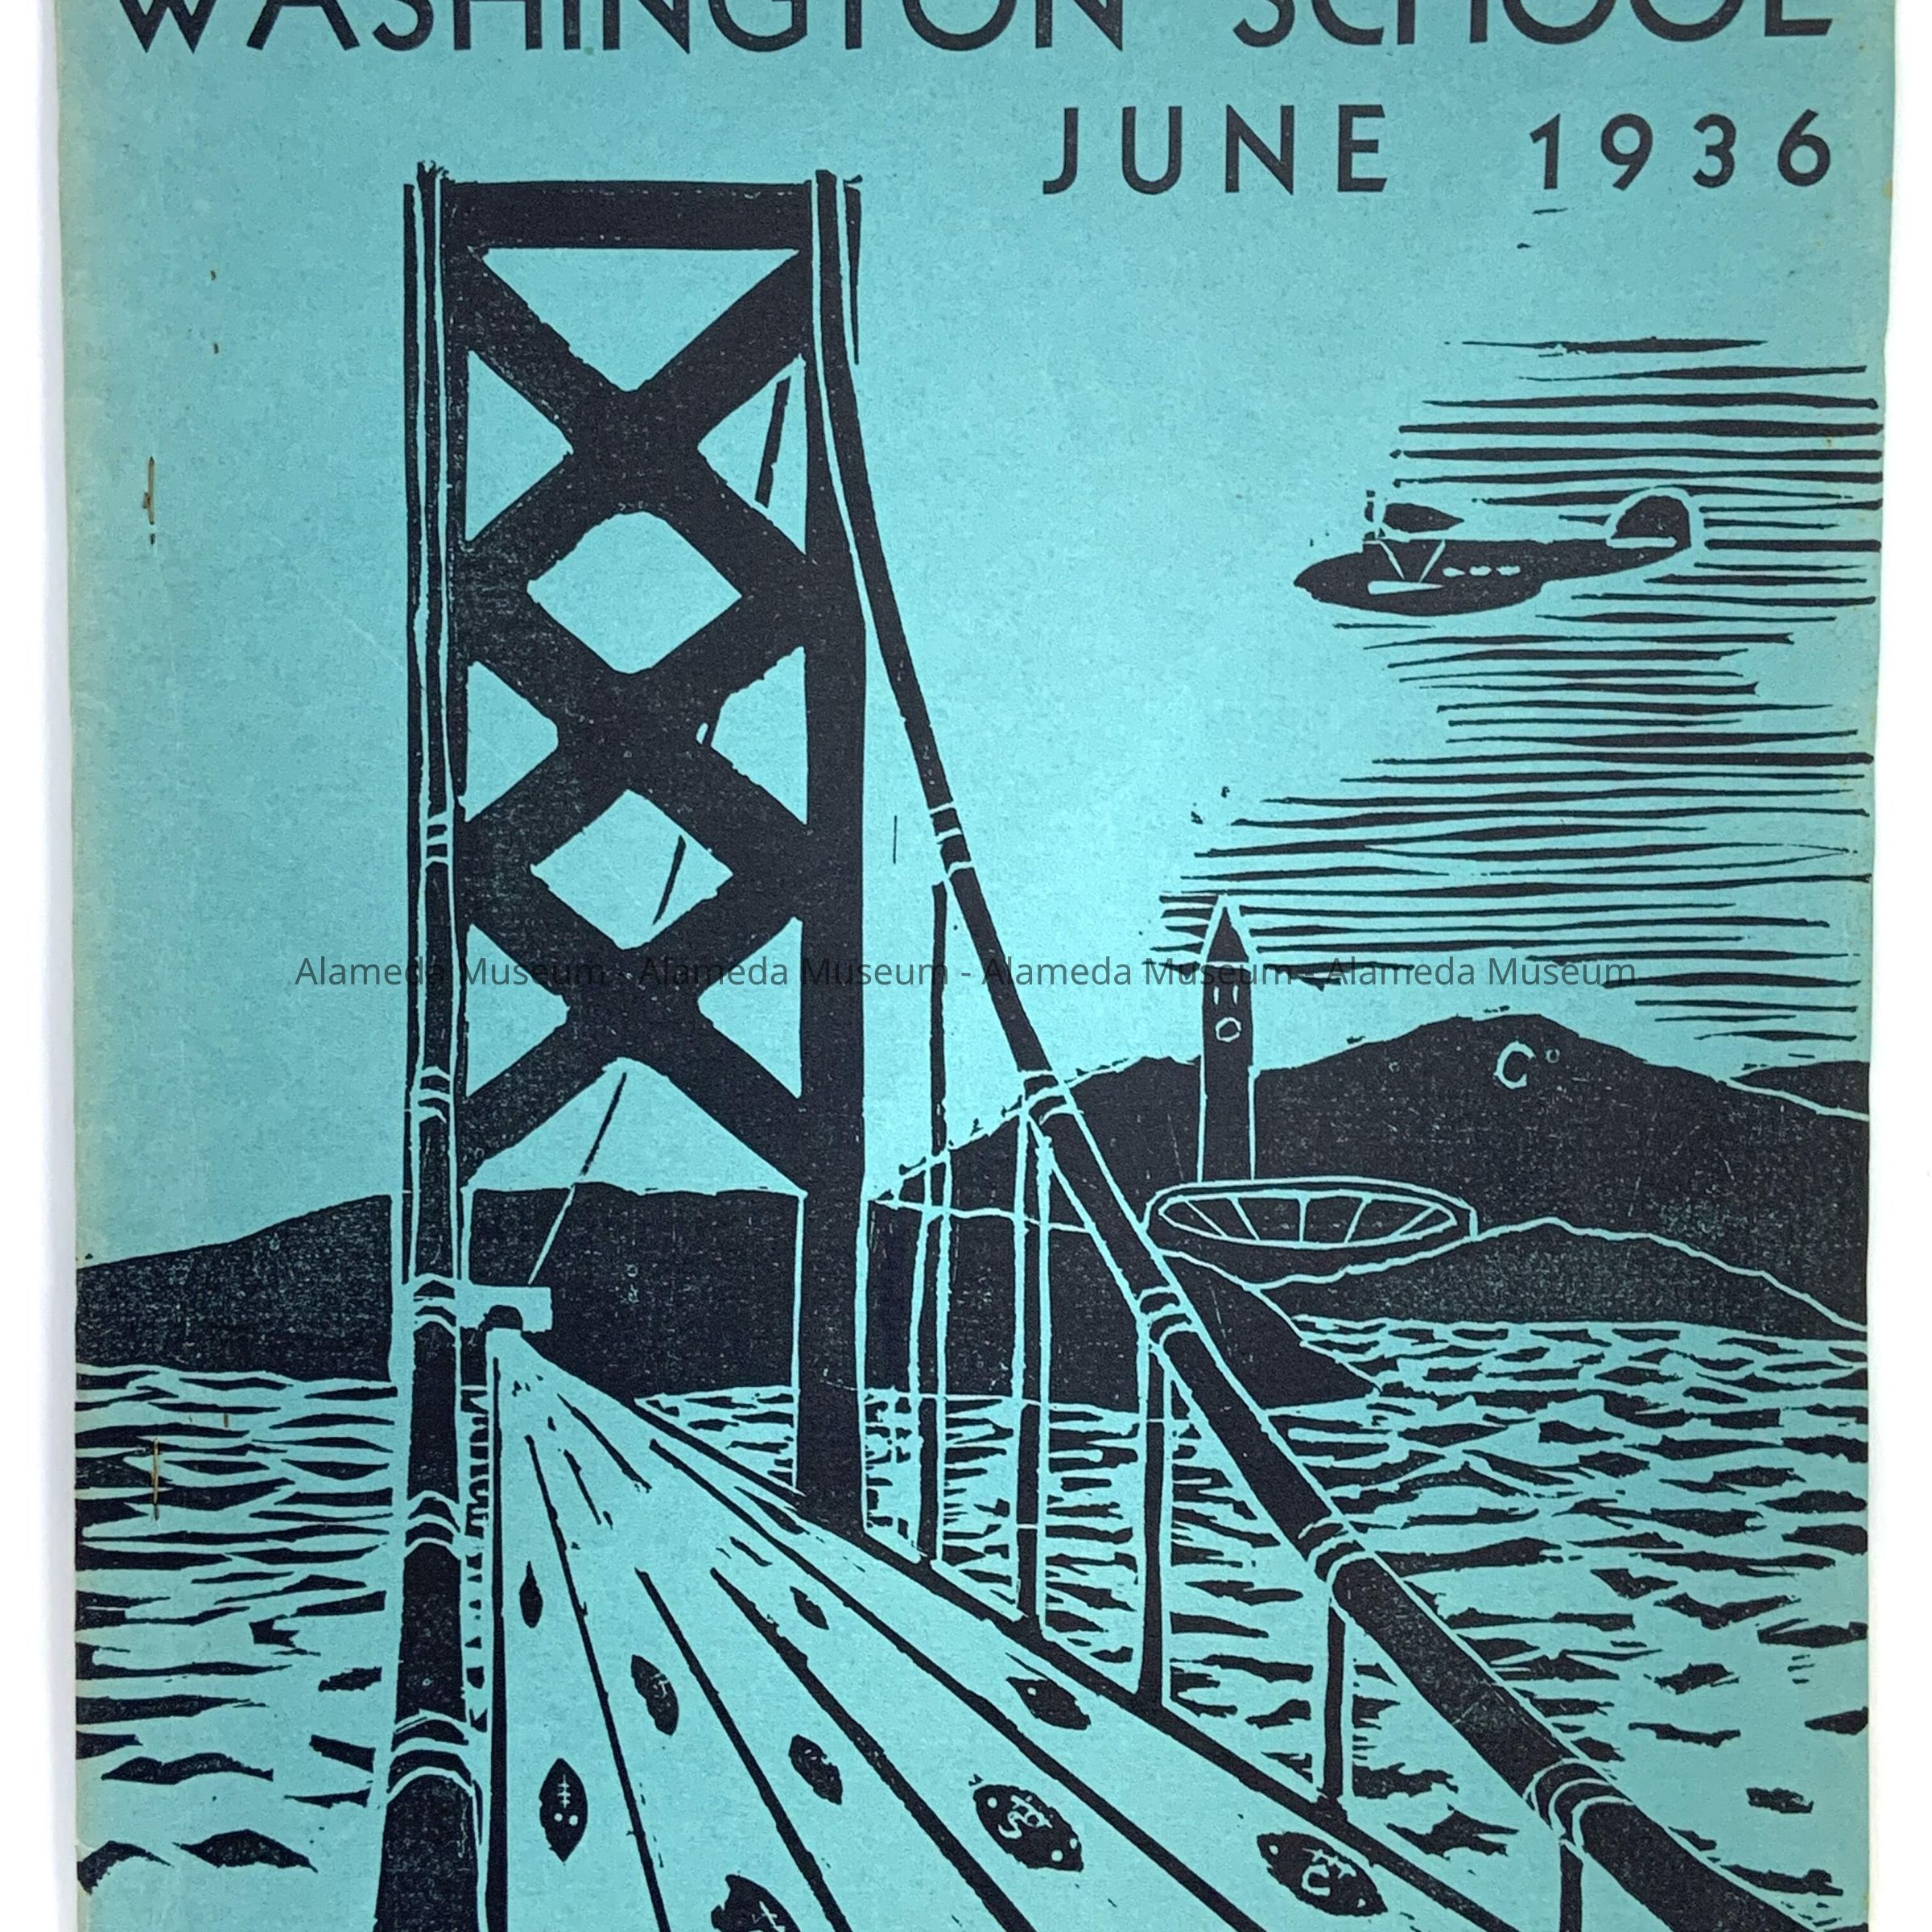 WASHINGTON SCHOOL
JUNE 1936
Alameda Museum - Alameda Museum - Alameda Museum - Alameda Museum
C
S
C